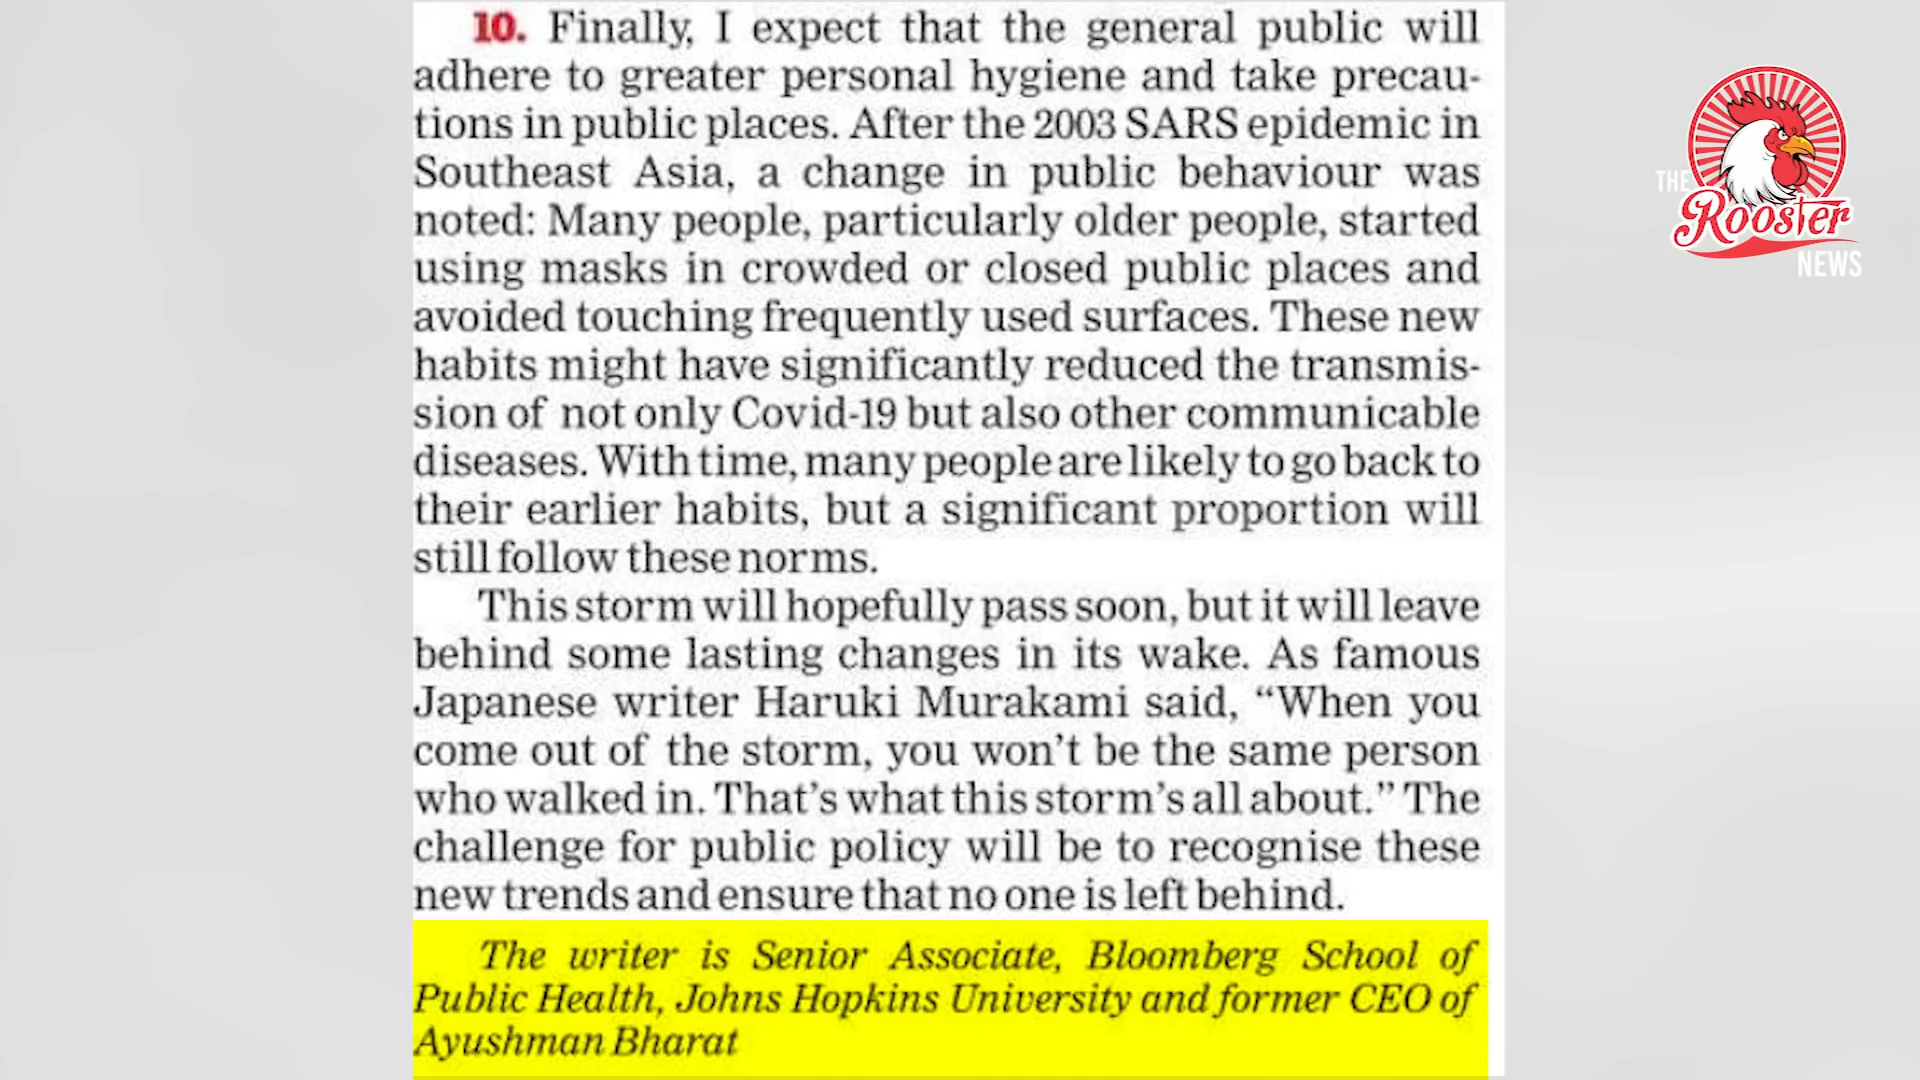 10. Finally, I expect that the general public will
adhere to greater personal hygiene and take precau-
tions in public places. After the 2003 SARS epidemic in
Southeast Asia, a change in public behaviour was
noted: Many people, particularly older people, started
using masks in crowded or closed public places and
avoided touching frequently used surfaces. These new
habits might have significantly reduced the transmis-
sion of not only Covid-19 but also other communicable
diseases. With time, many people are likely to go back to
their earlier habits, but a significant proportion will
still follow these norms.
This storm will hopefully pass soon, but it will leave
behind some lasting changes in its wake. As famous
Japanese writer Haruki Murakami said, “When you
come out of the storm, you won’t be the same person
who walked in. That’s what this storm’s all about.” The
challenge for public policy will be to recognise these
new trends and ensure that no one is left behind.
The writer is Senior Associate, Bloomberg School of
Public Health, Johns Hopkins University and former CEO of
Ayushman Bharat
THE
Rooster
NEWS